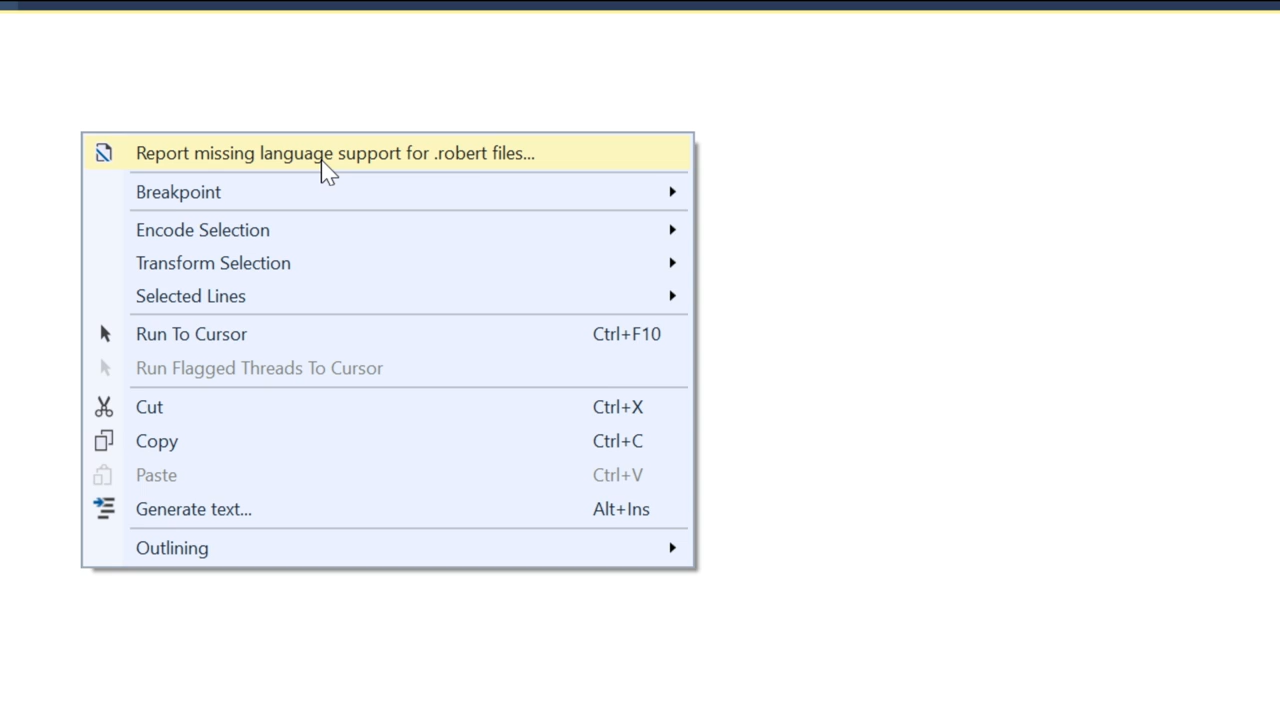 Report missing language support for .robert files...
Breakpoint
Encode Selection
Transform Selection
Selected Lines
Run To Cursor Ctrl+F10
Run Flagged Threads To Cursor
Cut Ctrl+X
Copy Ctrl+C
Paste Ctrl+V
Generate text... Alt+Ins
Outlining